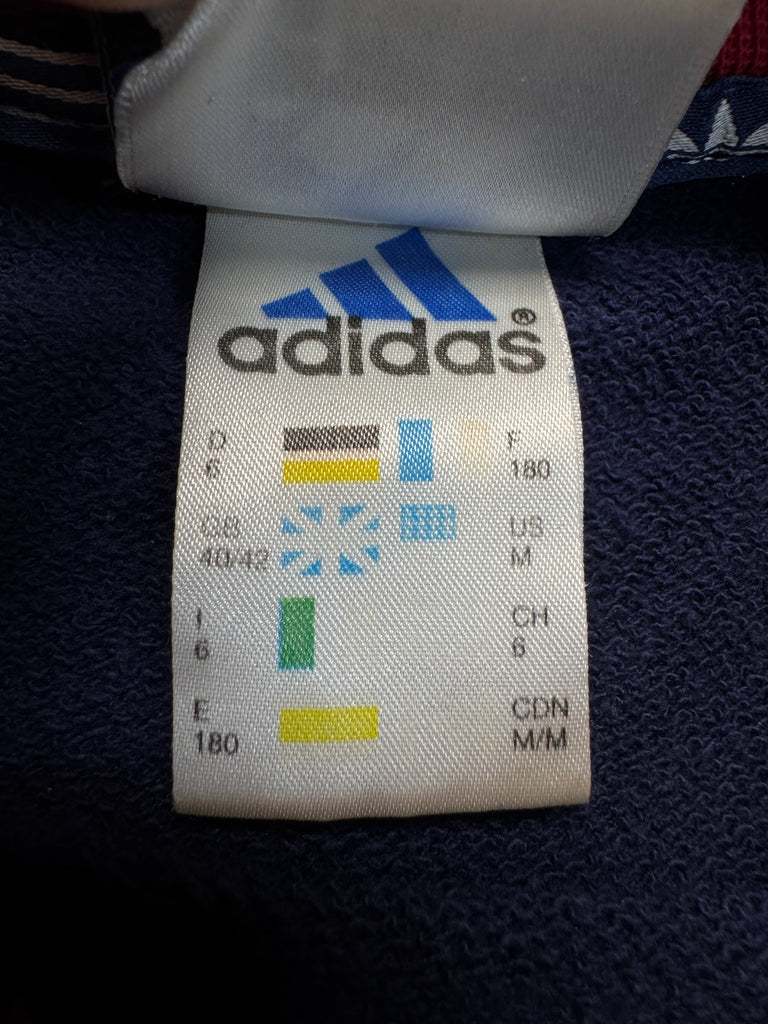 adidas®
D F
6 180
GB US
40/42 M
I CH
6 6
E CDN
180 M/M